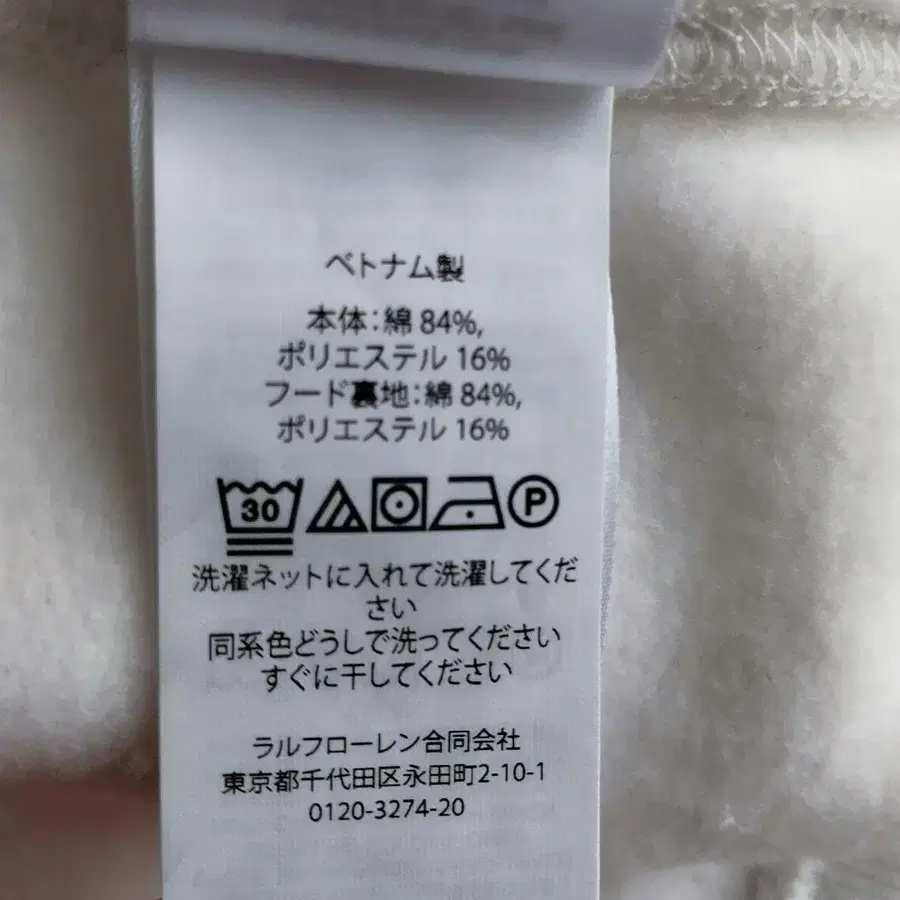 ベトナム製
本体：綿 84%,
ポリエステル 16%
フード裏地：綿 84%,
ポリエステル 16%
30 P
洗濯ネットに入れて洗濯してくだ
さい
同系色どうしで洗ってください
すぐに干してください
ラルフローレン合同会社
東京都千代田区永田町2-10-1
0120-3274-20